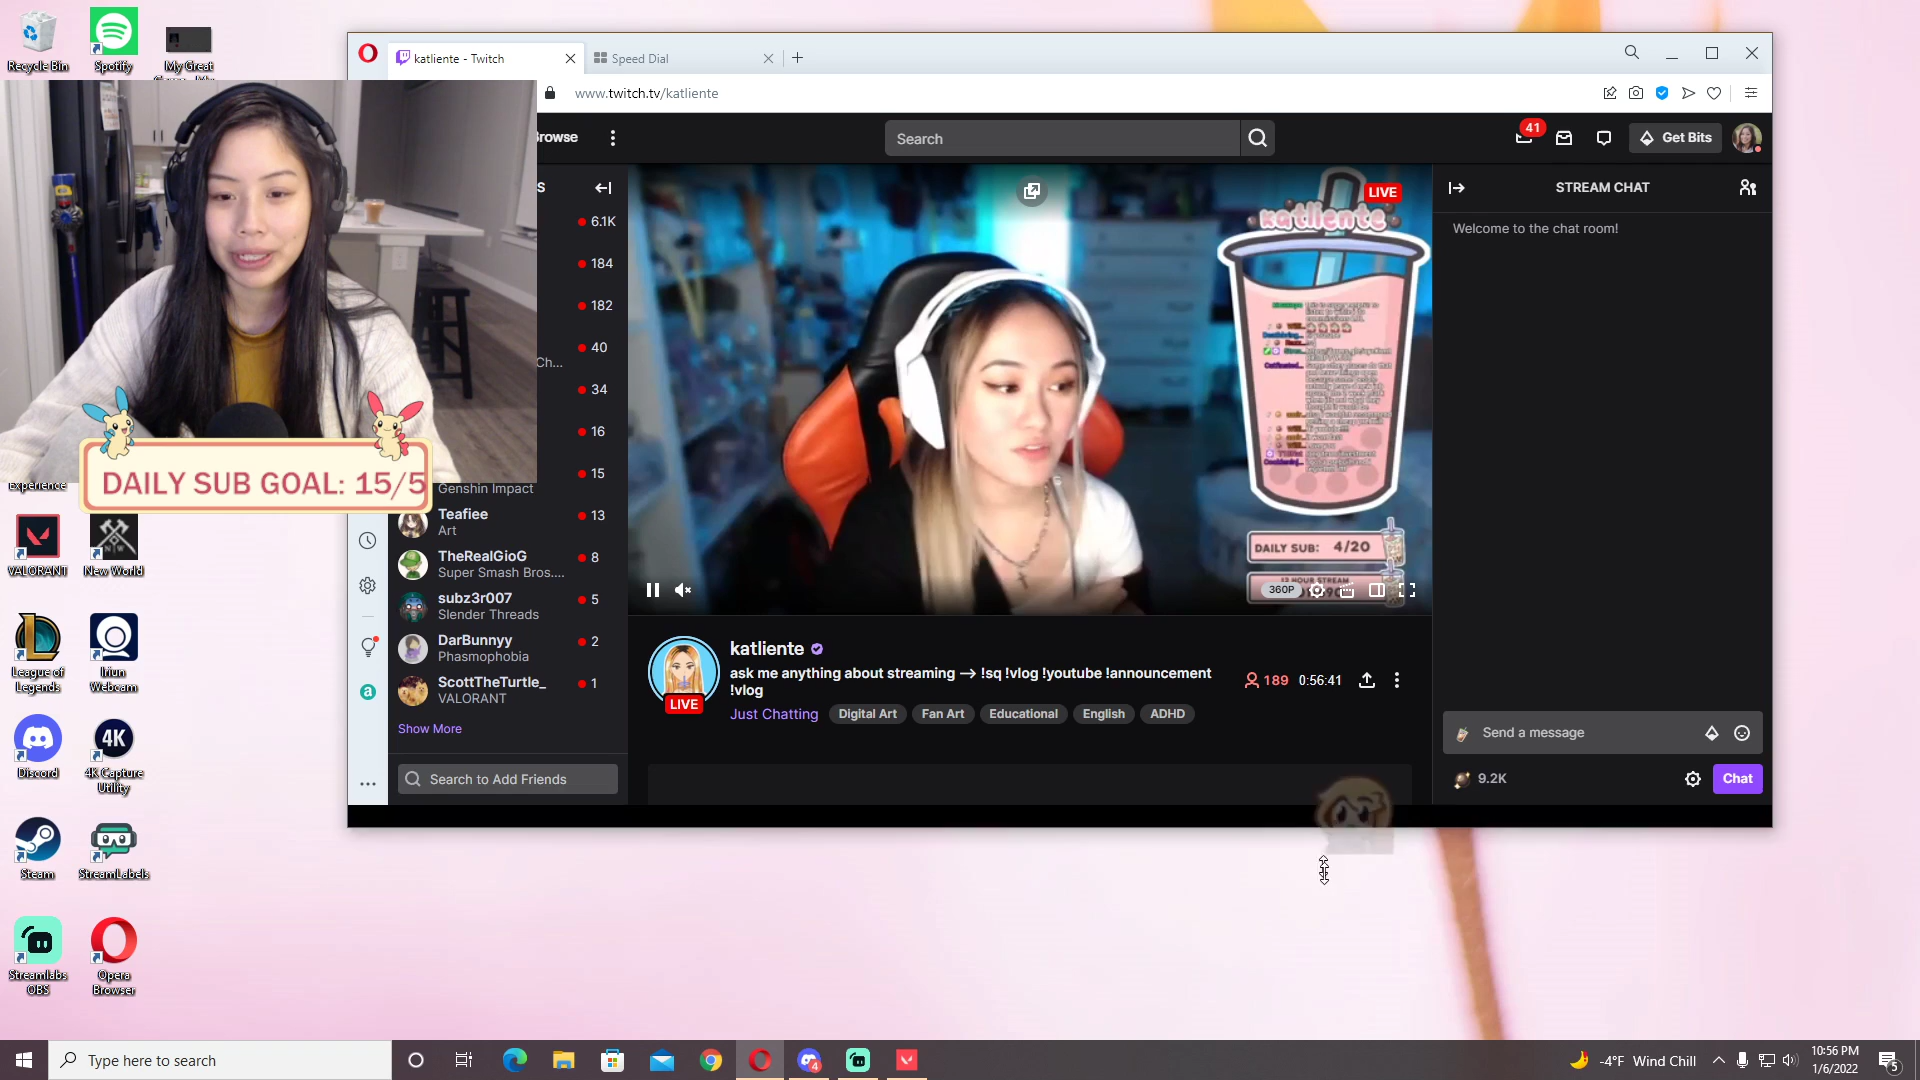 Recycle Bin
Spotify
My Great
katliente - Twitch
Speed Dial
www.twitch.tv/katliente
Browse
Search
41
Get Bits
S
6.1K
184
182
40
Ch...
34
16
15
Genshin Impact
Teafiee
13
Art
TheRealGioG
8
Super Smash Bros....
subz3r007
5
Slender Threads
DarBunnyy
2
Phasmophobia
ScottTheTurtle_
1
VALORANT
Show More
Search to Add Friends
DAILY SUB GOAL: 15/5
LIVE
katliente
DAILY SUB: 4/20
12 HOUR STREAM
360P
STREAM CHAT
Welcome to the chat room!
Send a message
9.2K
Chat
katliente
ask me anything about streaming --> !sq !vlog !youtube !announcement
!vlog
189 0:56:41
LIVE
Just Chatting
Digital Art
Fan Art
Educational
English
ADHD
Experience
VALORANT
New World
League of
Legends
Iriun
Webcam
Discord
4K
4K Capture
Utility
Steam
StreamLabels
Streamlabs
OBS
Opera
Browser
Type here to search
4
-4°F Wind Chill
10:56 PM
1/6/2022
5